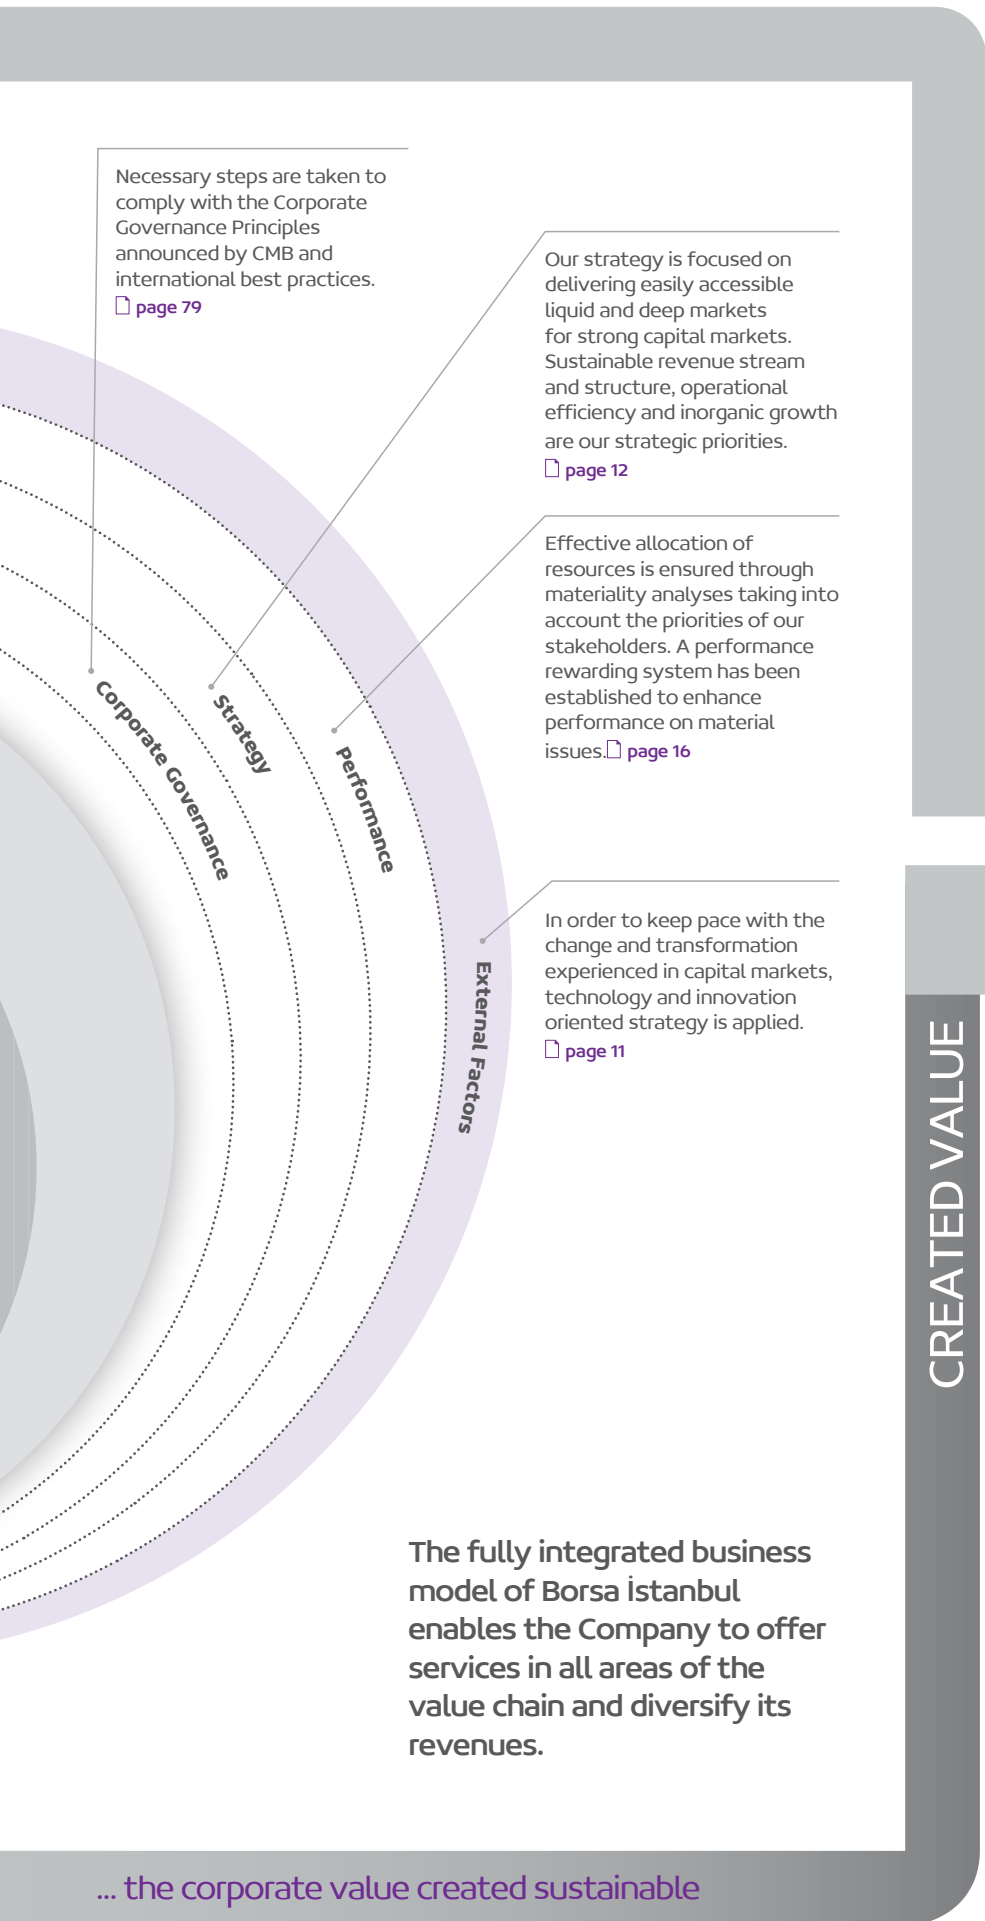 Necessary steps are taken to
comply with the Corporate
Governance Principles
announced by CMB and
international best practices.
page 79
Our strategy is focused on
delivering easily accessible
liquid and deep markets
for strong capital markets.
Sustainable revenue stream
and structure, operational
efficiency and inorganic growth
are our strategic priorities.
page 12
Effective allocation of
resources is ensured through
materiality analyses taking into
account the priorities of our
stakeholders. A performance
rewarding system has been
established to enhance
performance on material
issues. page 16
Corporate Governance
Strategy
Performance
External Factors
In order to keep pace with the
change and transformation
experienced in capital markets,
technology and innovation
oriented strategy is applied.
page 11
CREATED VALUE
The fully integrated business
model of Borsa İstanbul
enables the Company to offer
services in all areas of the
value chain and diversify its
revenues.
... the corporate value created sustainable